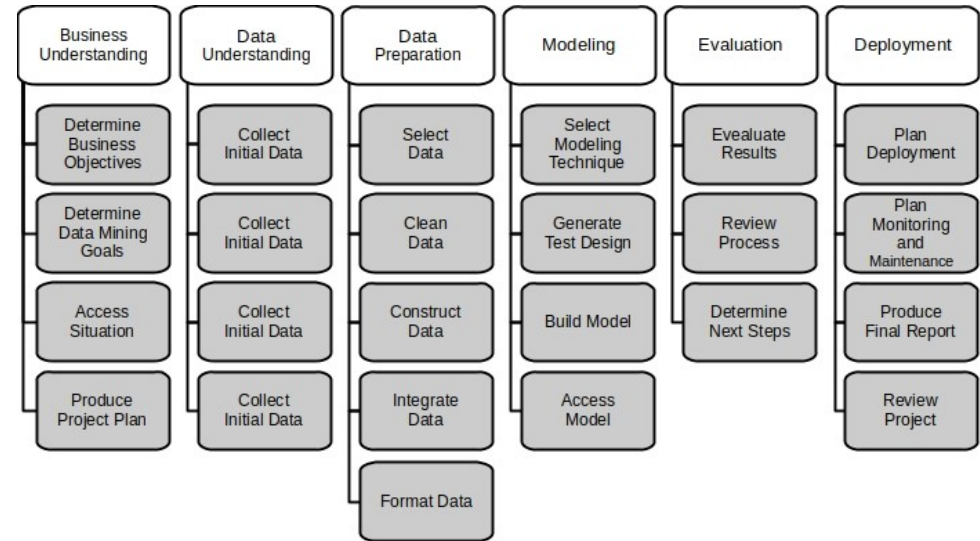 Business
Understanding
Determine
Business
Objectives
Determine
Data Mining
Goals
Access
Situation
Produce
Project Plan
Data
Understanding
Collect
Initial Data
Collect
Initial Data
Collect
Initial Data
Collect
Initial Data
Data
Preparation
Select
Data
Clean
Data
Construct
Data
Integrate
Data
Format Data
Modeling
Select
Modeling
Technique
Generate
Test Design
Build Model
Access
Model
Evaluation
Evealuate
Results
Review
Process
Determine
Next Steps
Deployment
Plan
Deployment
Plan
Monitoring
and
Maintenance
Produce
Final Report
Review
Project